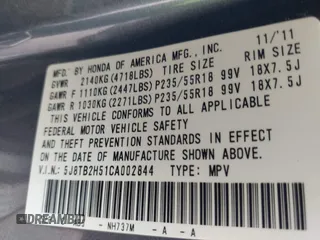 MFD. BY HONDA OF AMERICA MFG., INC. 11/'11
GVWR 2140KG(4718LBS) TIRE SIZE RIM SIZE
GAWR F 1110KG(2447LBS)P235/55R18 99V 18X7.5J
GAWR R 1030KG(2271LBS)P235/55R18 99V 18X7.5J
THIS VEHICLE CONFORMS TO ALL APPLICABLE
FEDERAL MOTOR VEHICLE SAFETY
AND THEFT PREVENTION STANDARDS IN EFFECT
ON THE DATE OF MANUFACTURE SHOWN ABOVE.
V.I.N.: 5J8TB2H51CA002844 TYPE: MPV
NH737M - A - A
DREAMBID